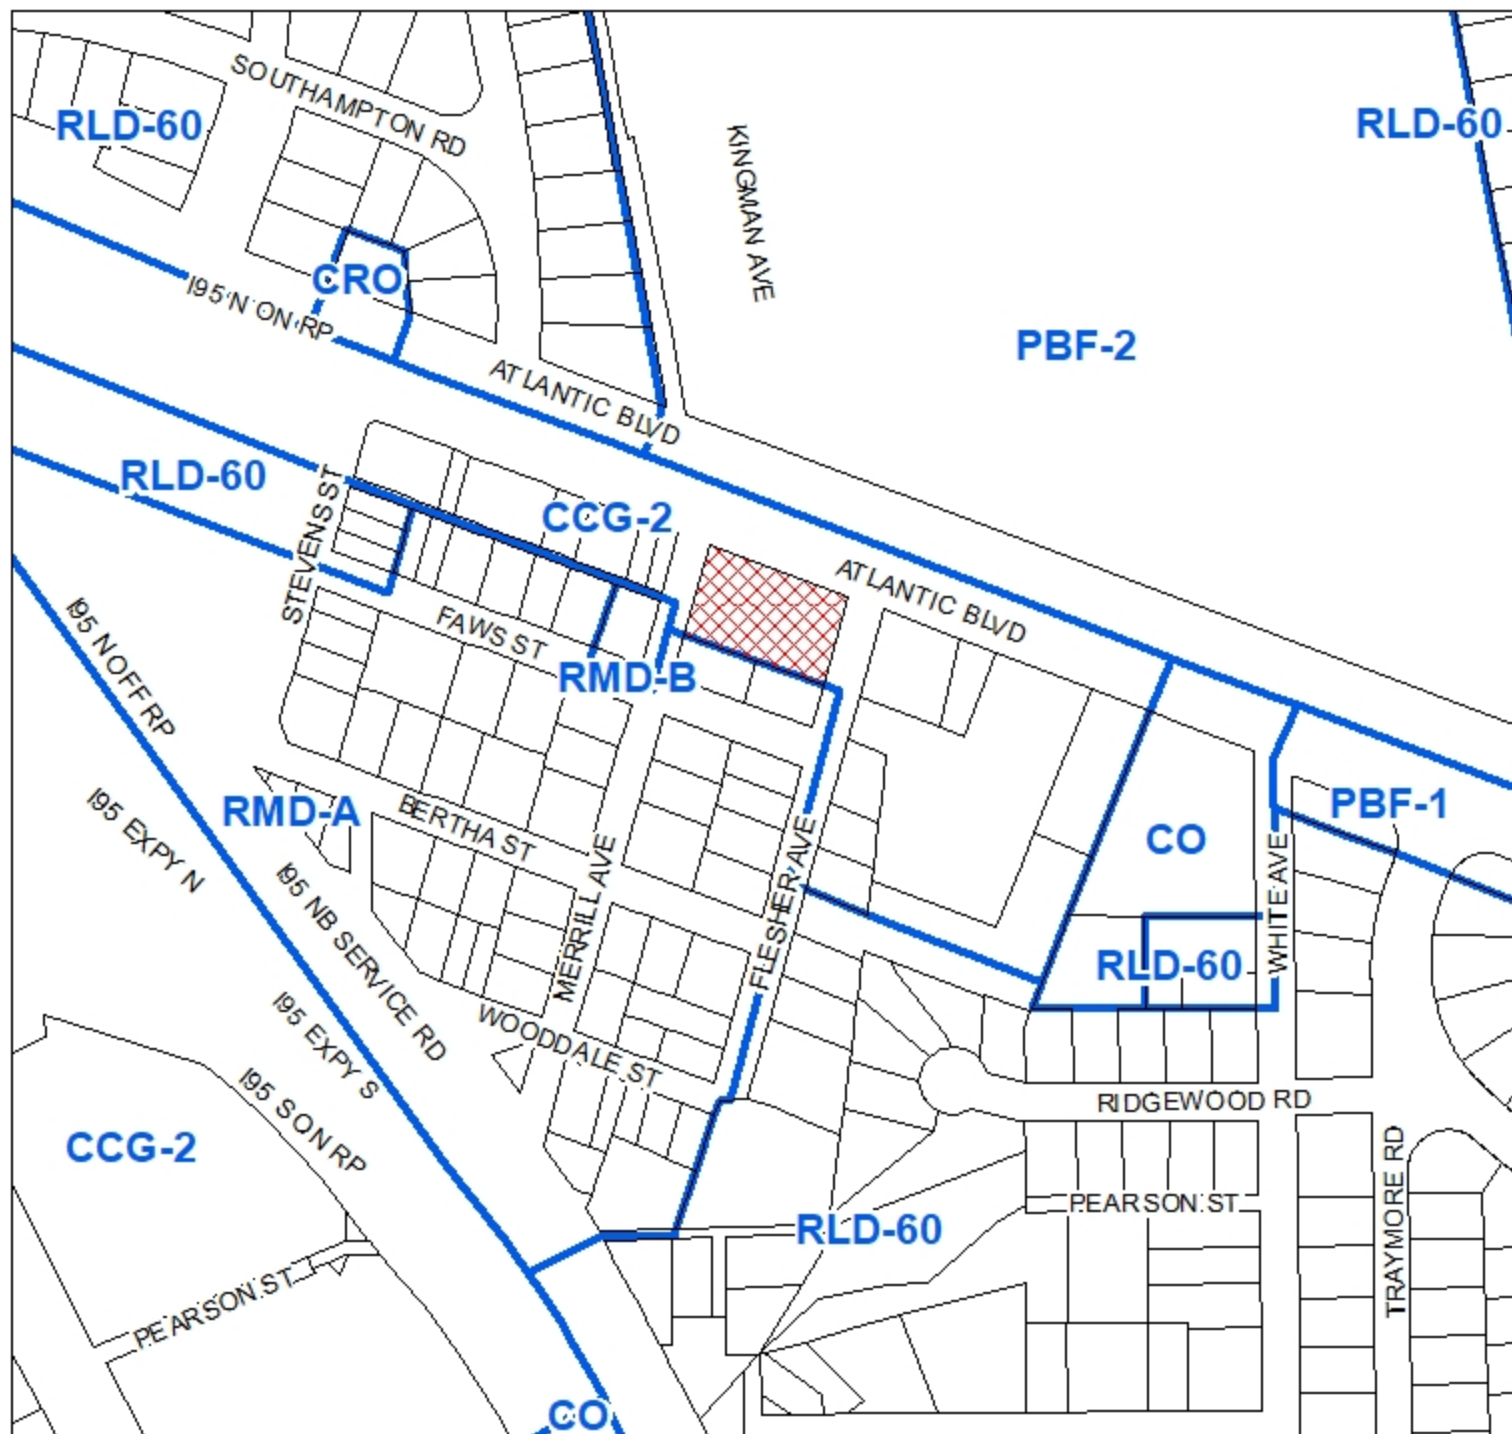 SOUTHAMPTON RD
RLD-60
RLD-60
KINGMAN AVE
CRO
I95 N ON RP
PBF-2
ATLANTIC BLVD
RLD-60
STEVENS ST
CCG-2
ATLANTIC BLVD
FAWS ST
I95 N OFF RP
RMD-B
RMD-A
BERTHA ST
I95 EXPY N
PBF-1
CO
WHITE AVE
FLESHER AVE
MERRILL AVE
I95 NB SERVICE RD
RLD-60
WOODDALE ST
I95 EXPY S
I95 S ON RP
RIDGEWOOD RD
CCG-2
PEARSON ST
TRAYMORE RD
RLD-60
PEARSON ST
CO